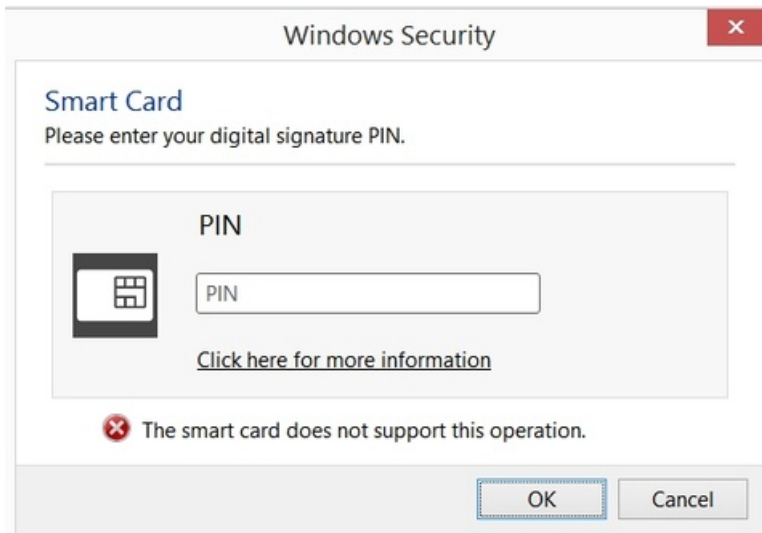 Windows Security
Smart Card
Please enter your digital signature PIN.
PIN
PIN
Click here for more information
The smart card does not support this operation.
OK Cancel